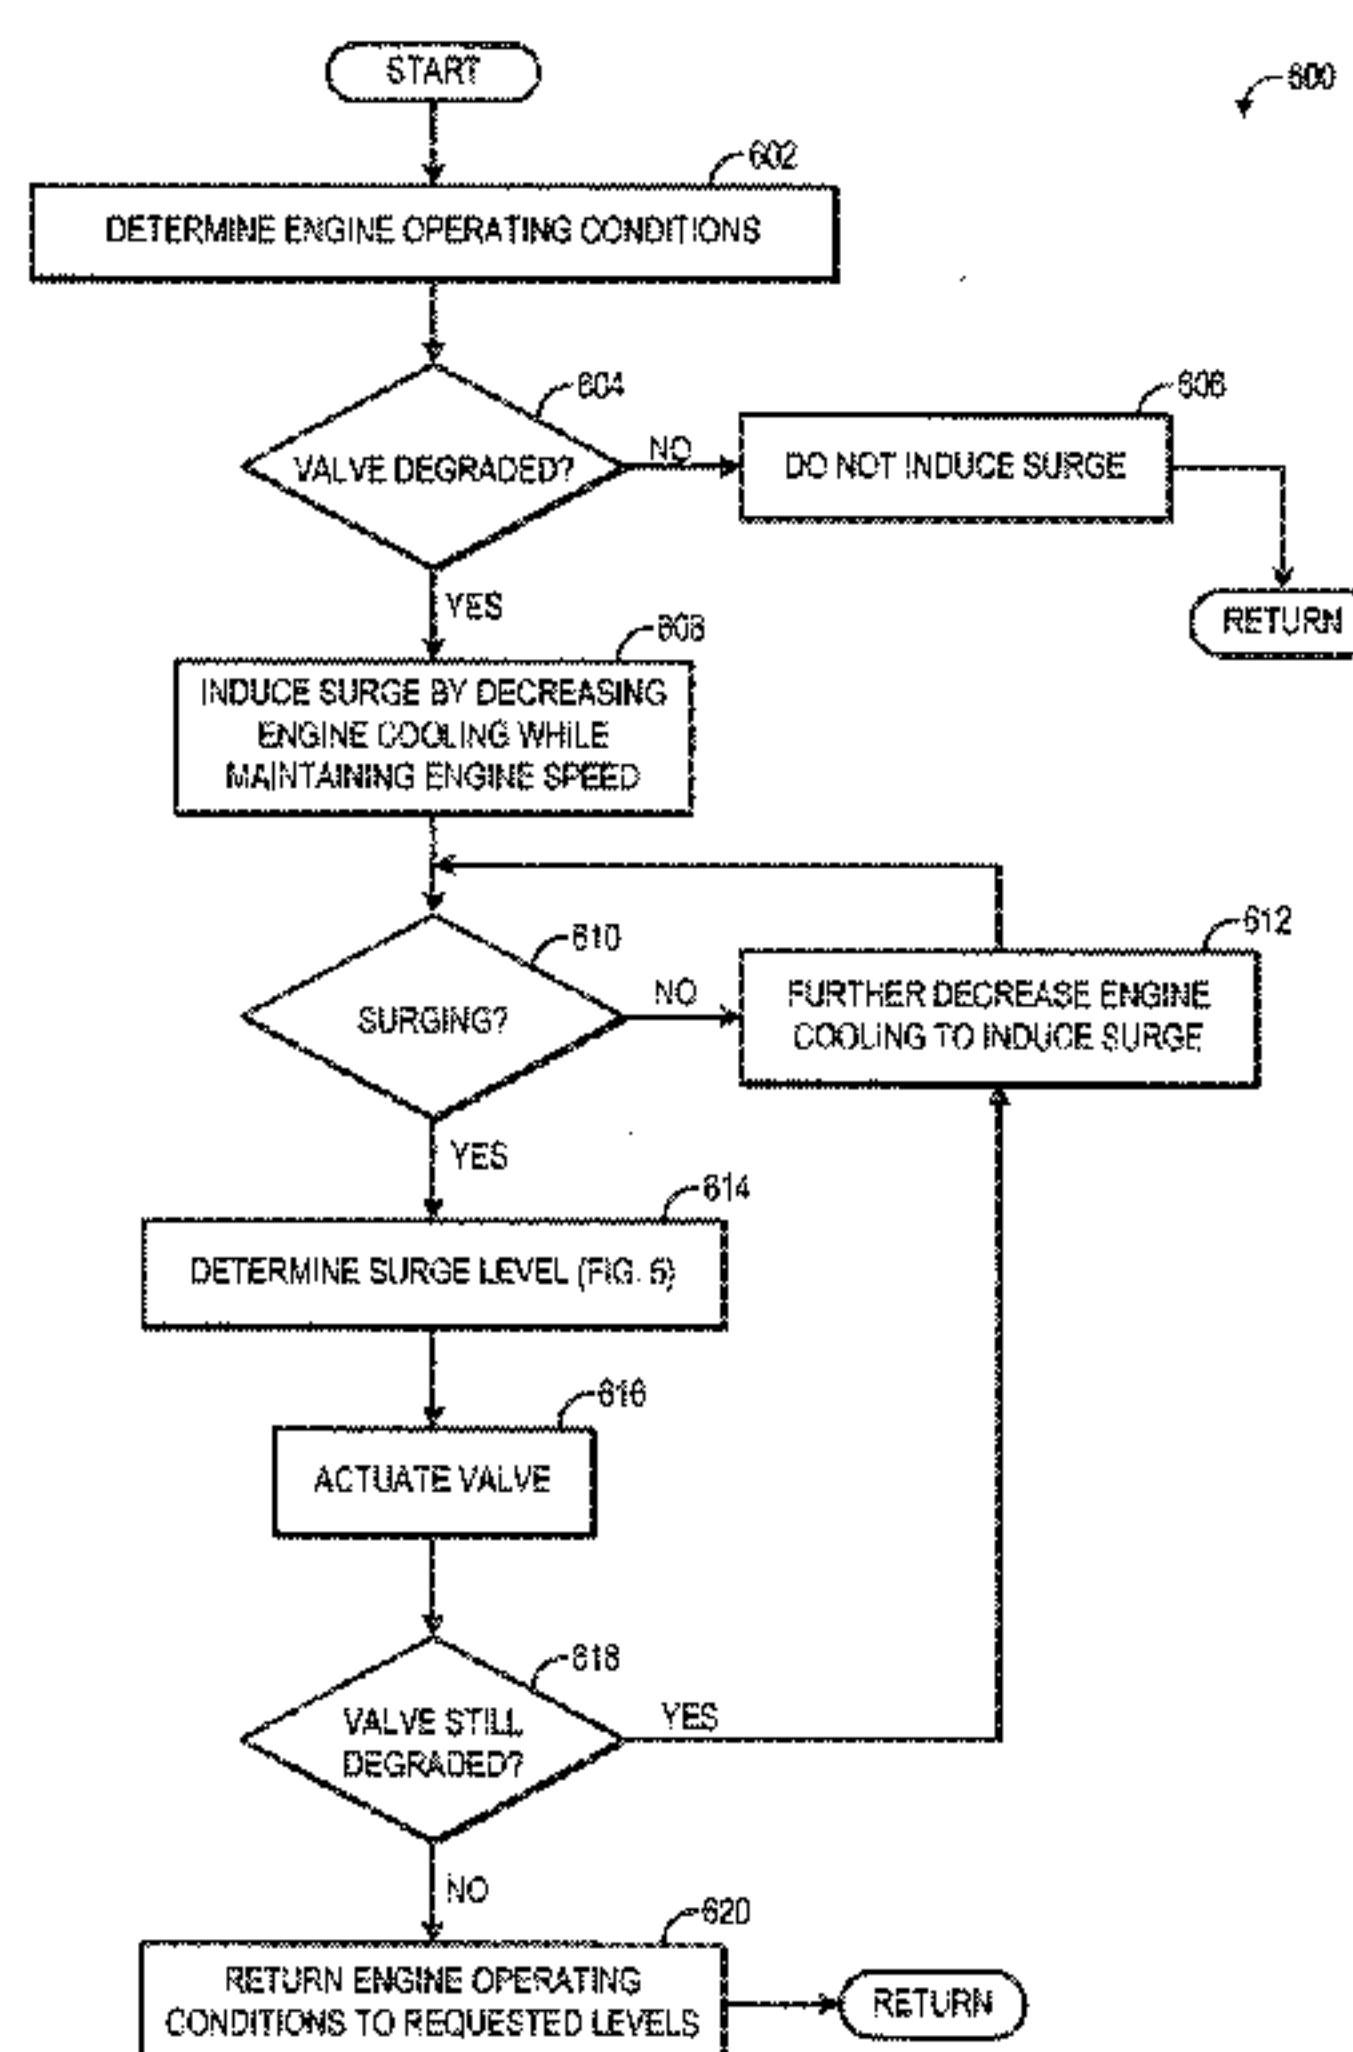 START
600
602
DETERMINE ENGINE OPERATING CONDITIONS
604
606
VALVE DEGRADED?
NO
DO NOT INDUCE SURGE
YES
RETURN
608
INDUCE SURGE BY DECREASING
ENGINE COOLING WHILE
MAINTAINING ENGINE SPEED
610
612
SURGING?
NO
FURTHER DECREASE ENGINE
COOLING TO INDUCE SURGE
YES
614
DETERMINE SURGE LEVEL (FIG. 5)
616
ACTUATE VALVE
618
VALVE STILL
DEGRADED?
YES
NO
620
RETURN ENGINE OPERATING
CONDITIONS TO REQUESTED LEVELS
RETURN